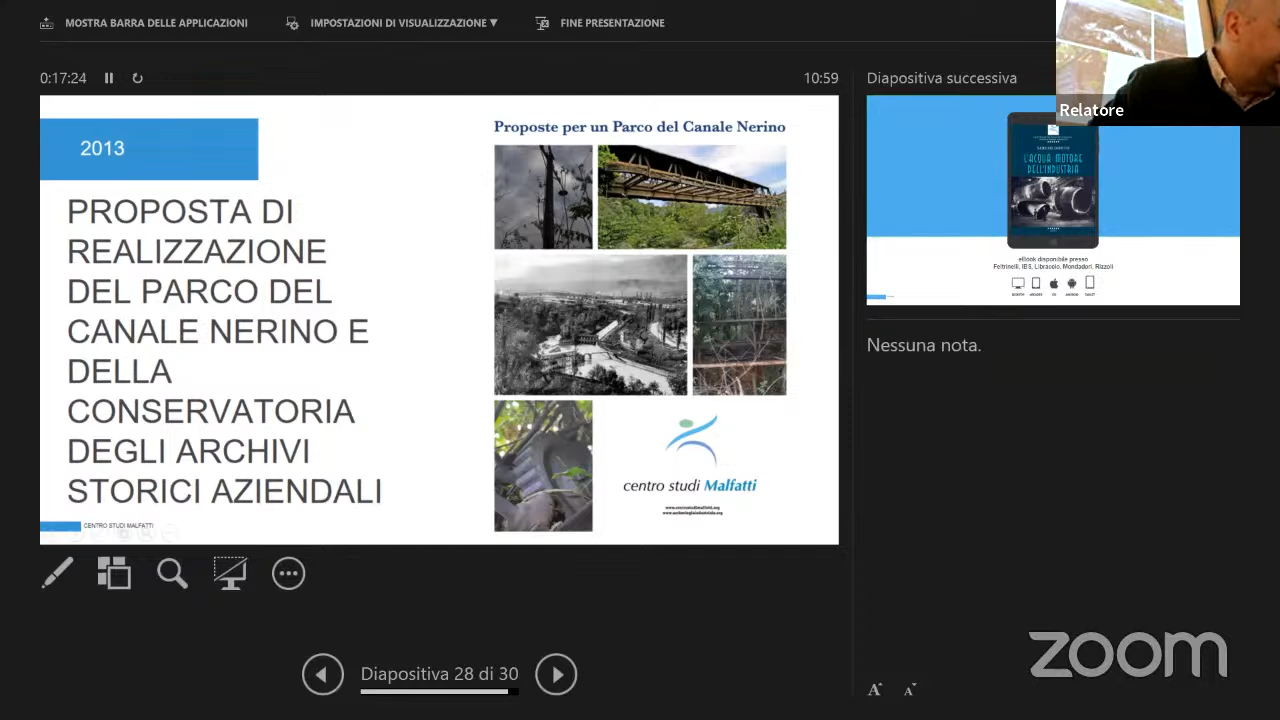 MOSTRA BARRA DELLE APPLICAZIONI
IMPOSTAZIONI DI VISUALIZZAZIONE ▼
FINE PRESENTAZIONE
0:17:24
10:59
2013
PROPOSTA DI
REALIZZAZIONE
DEL PARCO DEL
CANALE NERINO E
DELLA
CONSERVATORIA
DEGLI ARCHIVI
STORICI AZIENDALI
CENTRO STUDI MALFATTI
Proposte per un Parco del Canale Nerino
centro studi Malfatti
Diapositiva successiva
Relatore
L'ACQUA MOTORE
DELL'INDUSTRIA
eBook disponibile presso
Feltrinelli, IBS, Libraccio, Mondadori, Rizzoli
Nessuna nota.
Diapositiva 28 di 30
A A
zoom